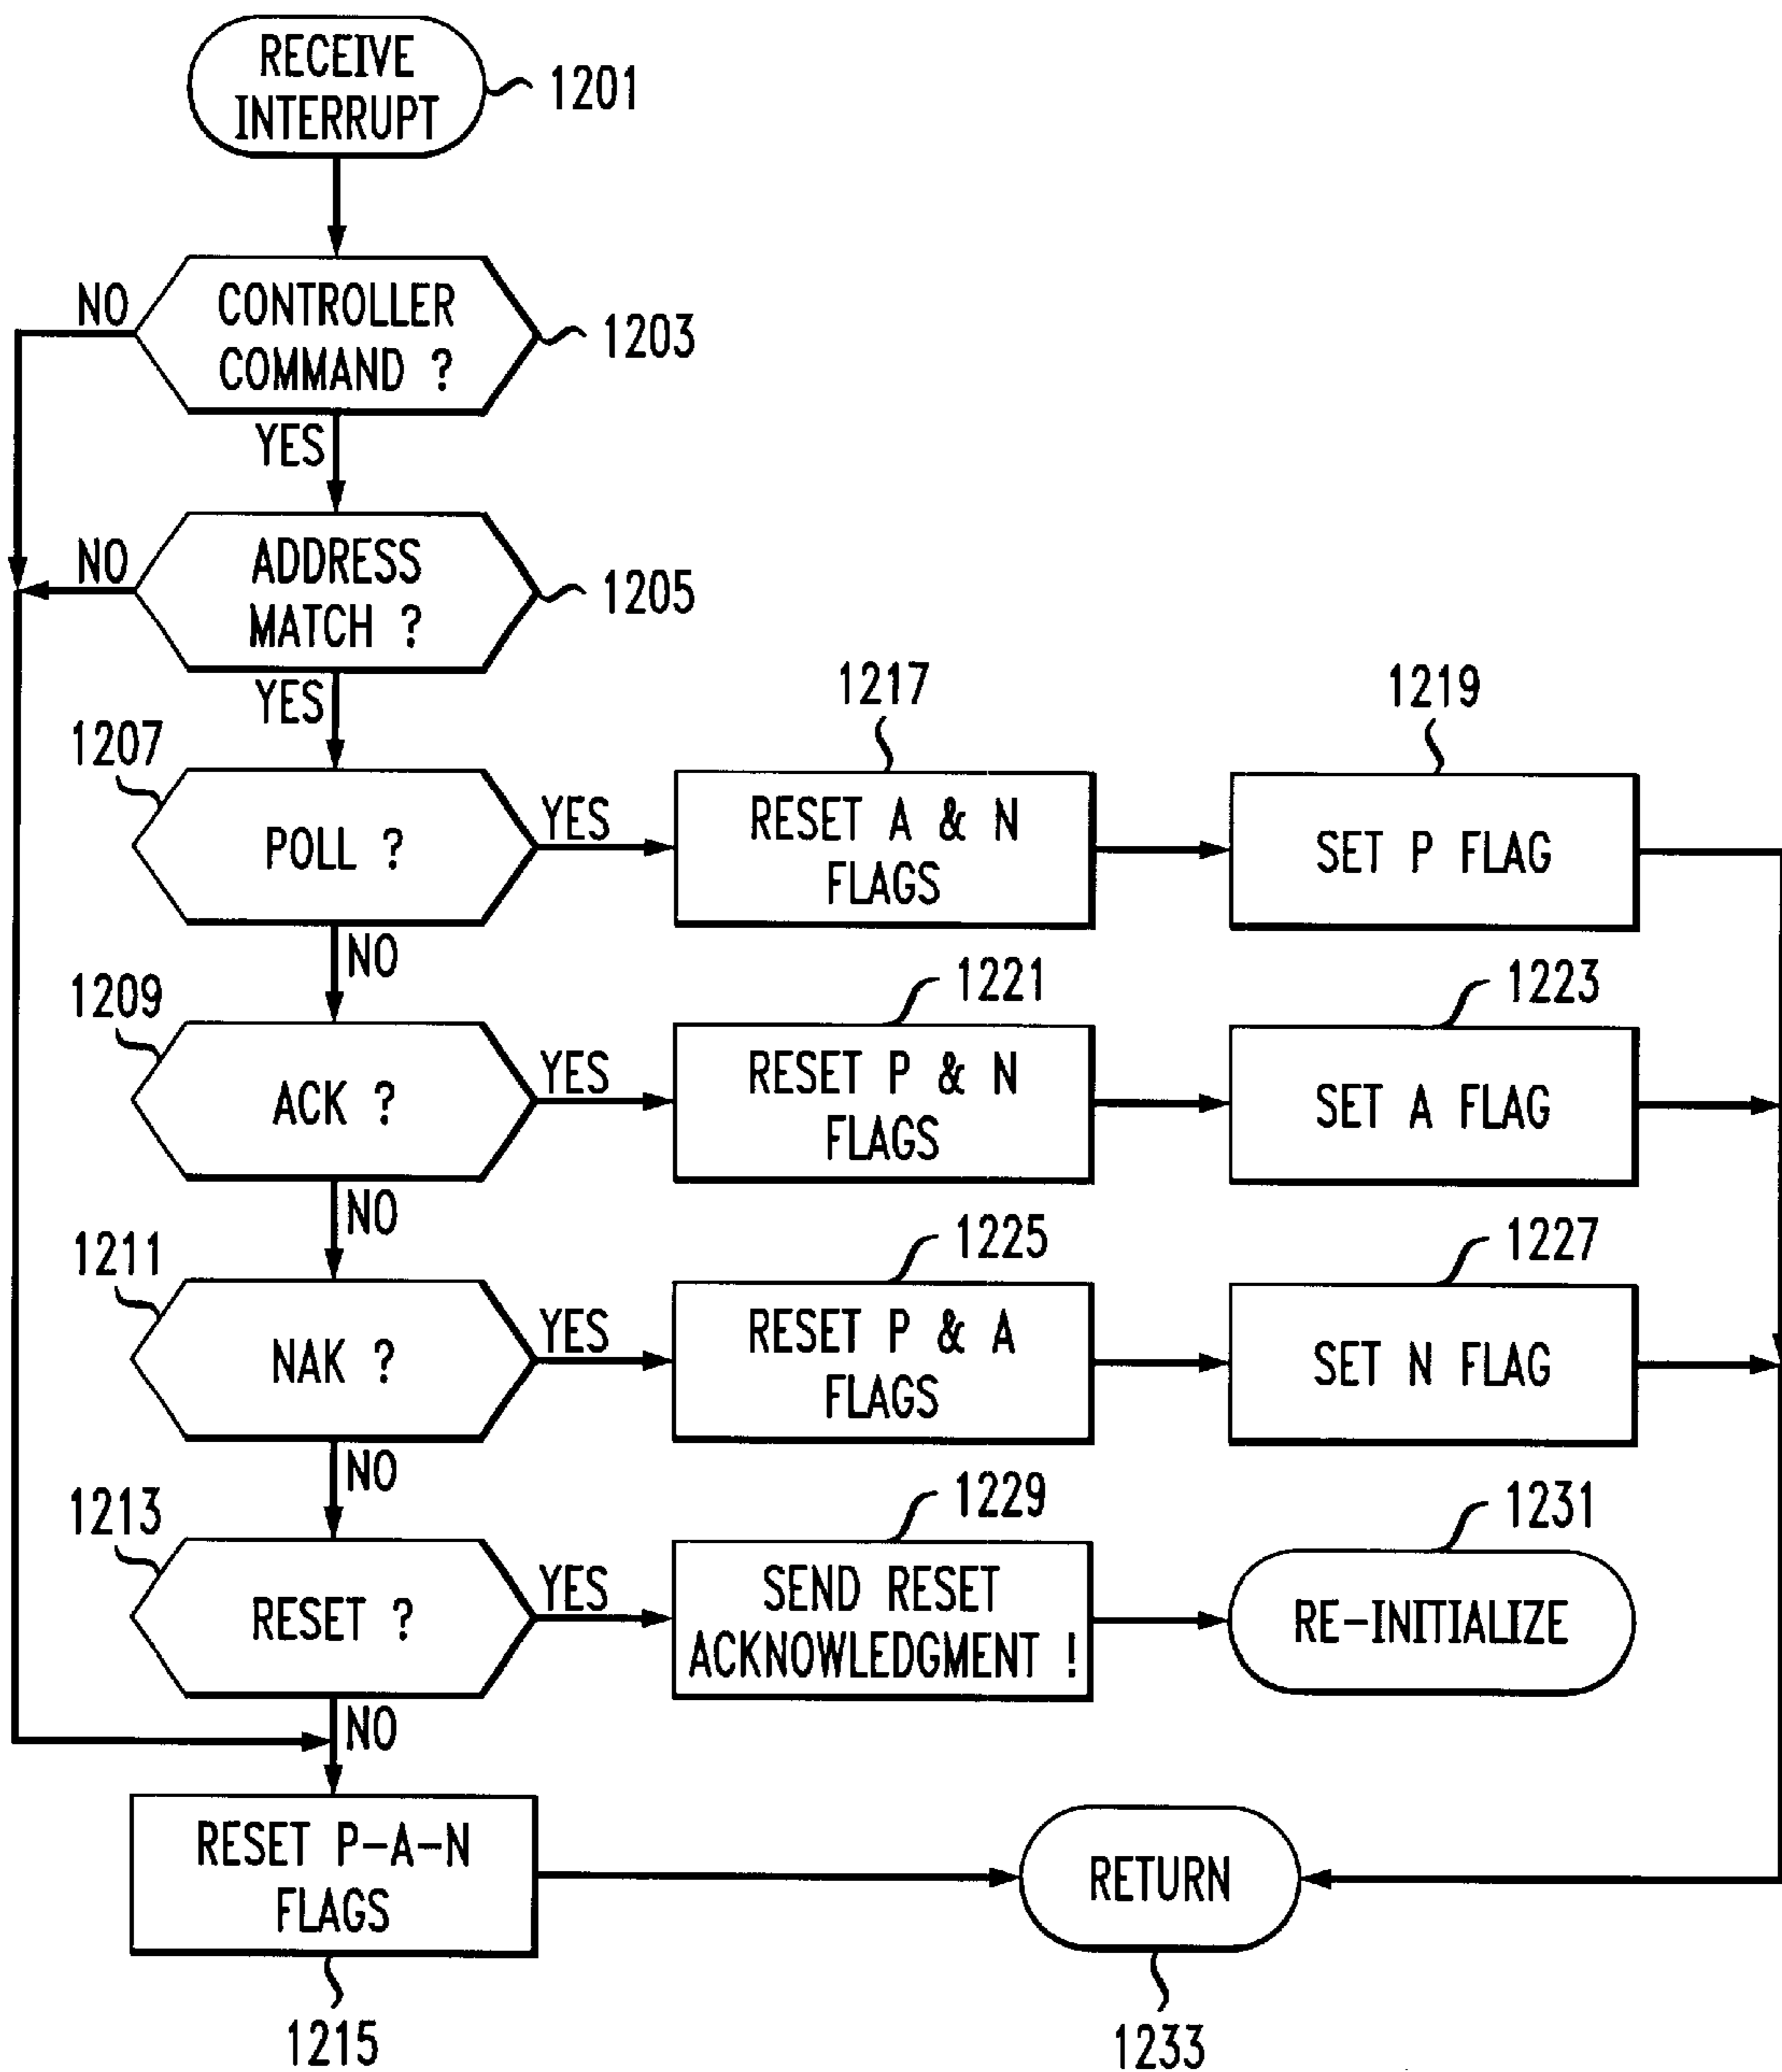 RECEIVE
INTERRUPT
1201
NO
CONTROLLER
COMMAND ?
1203
YES
NO
ADDRESS
MATCH ?
1205
YES
1207
POLL ?
YES
1217
RESET A & N
FLAGS
1219
SET P FLAG
NO
1209
ACK ?
YES
1221
RESET P & N
FLAGS
1223
SET A FLAG
NO
1211
NAK ?
YES
1225
RESET P & A
FLAGS
1227
SET N FLAG
NO
1213
RESET ?
YES
1229
SEND RESET
ACKNOWLEDGMENT !
1231
RE-INITIALIZE
NO
RESET P-A-N
FLAGS
1215
RETURN
1233